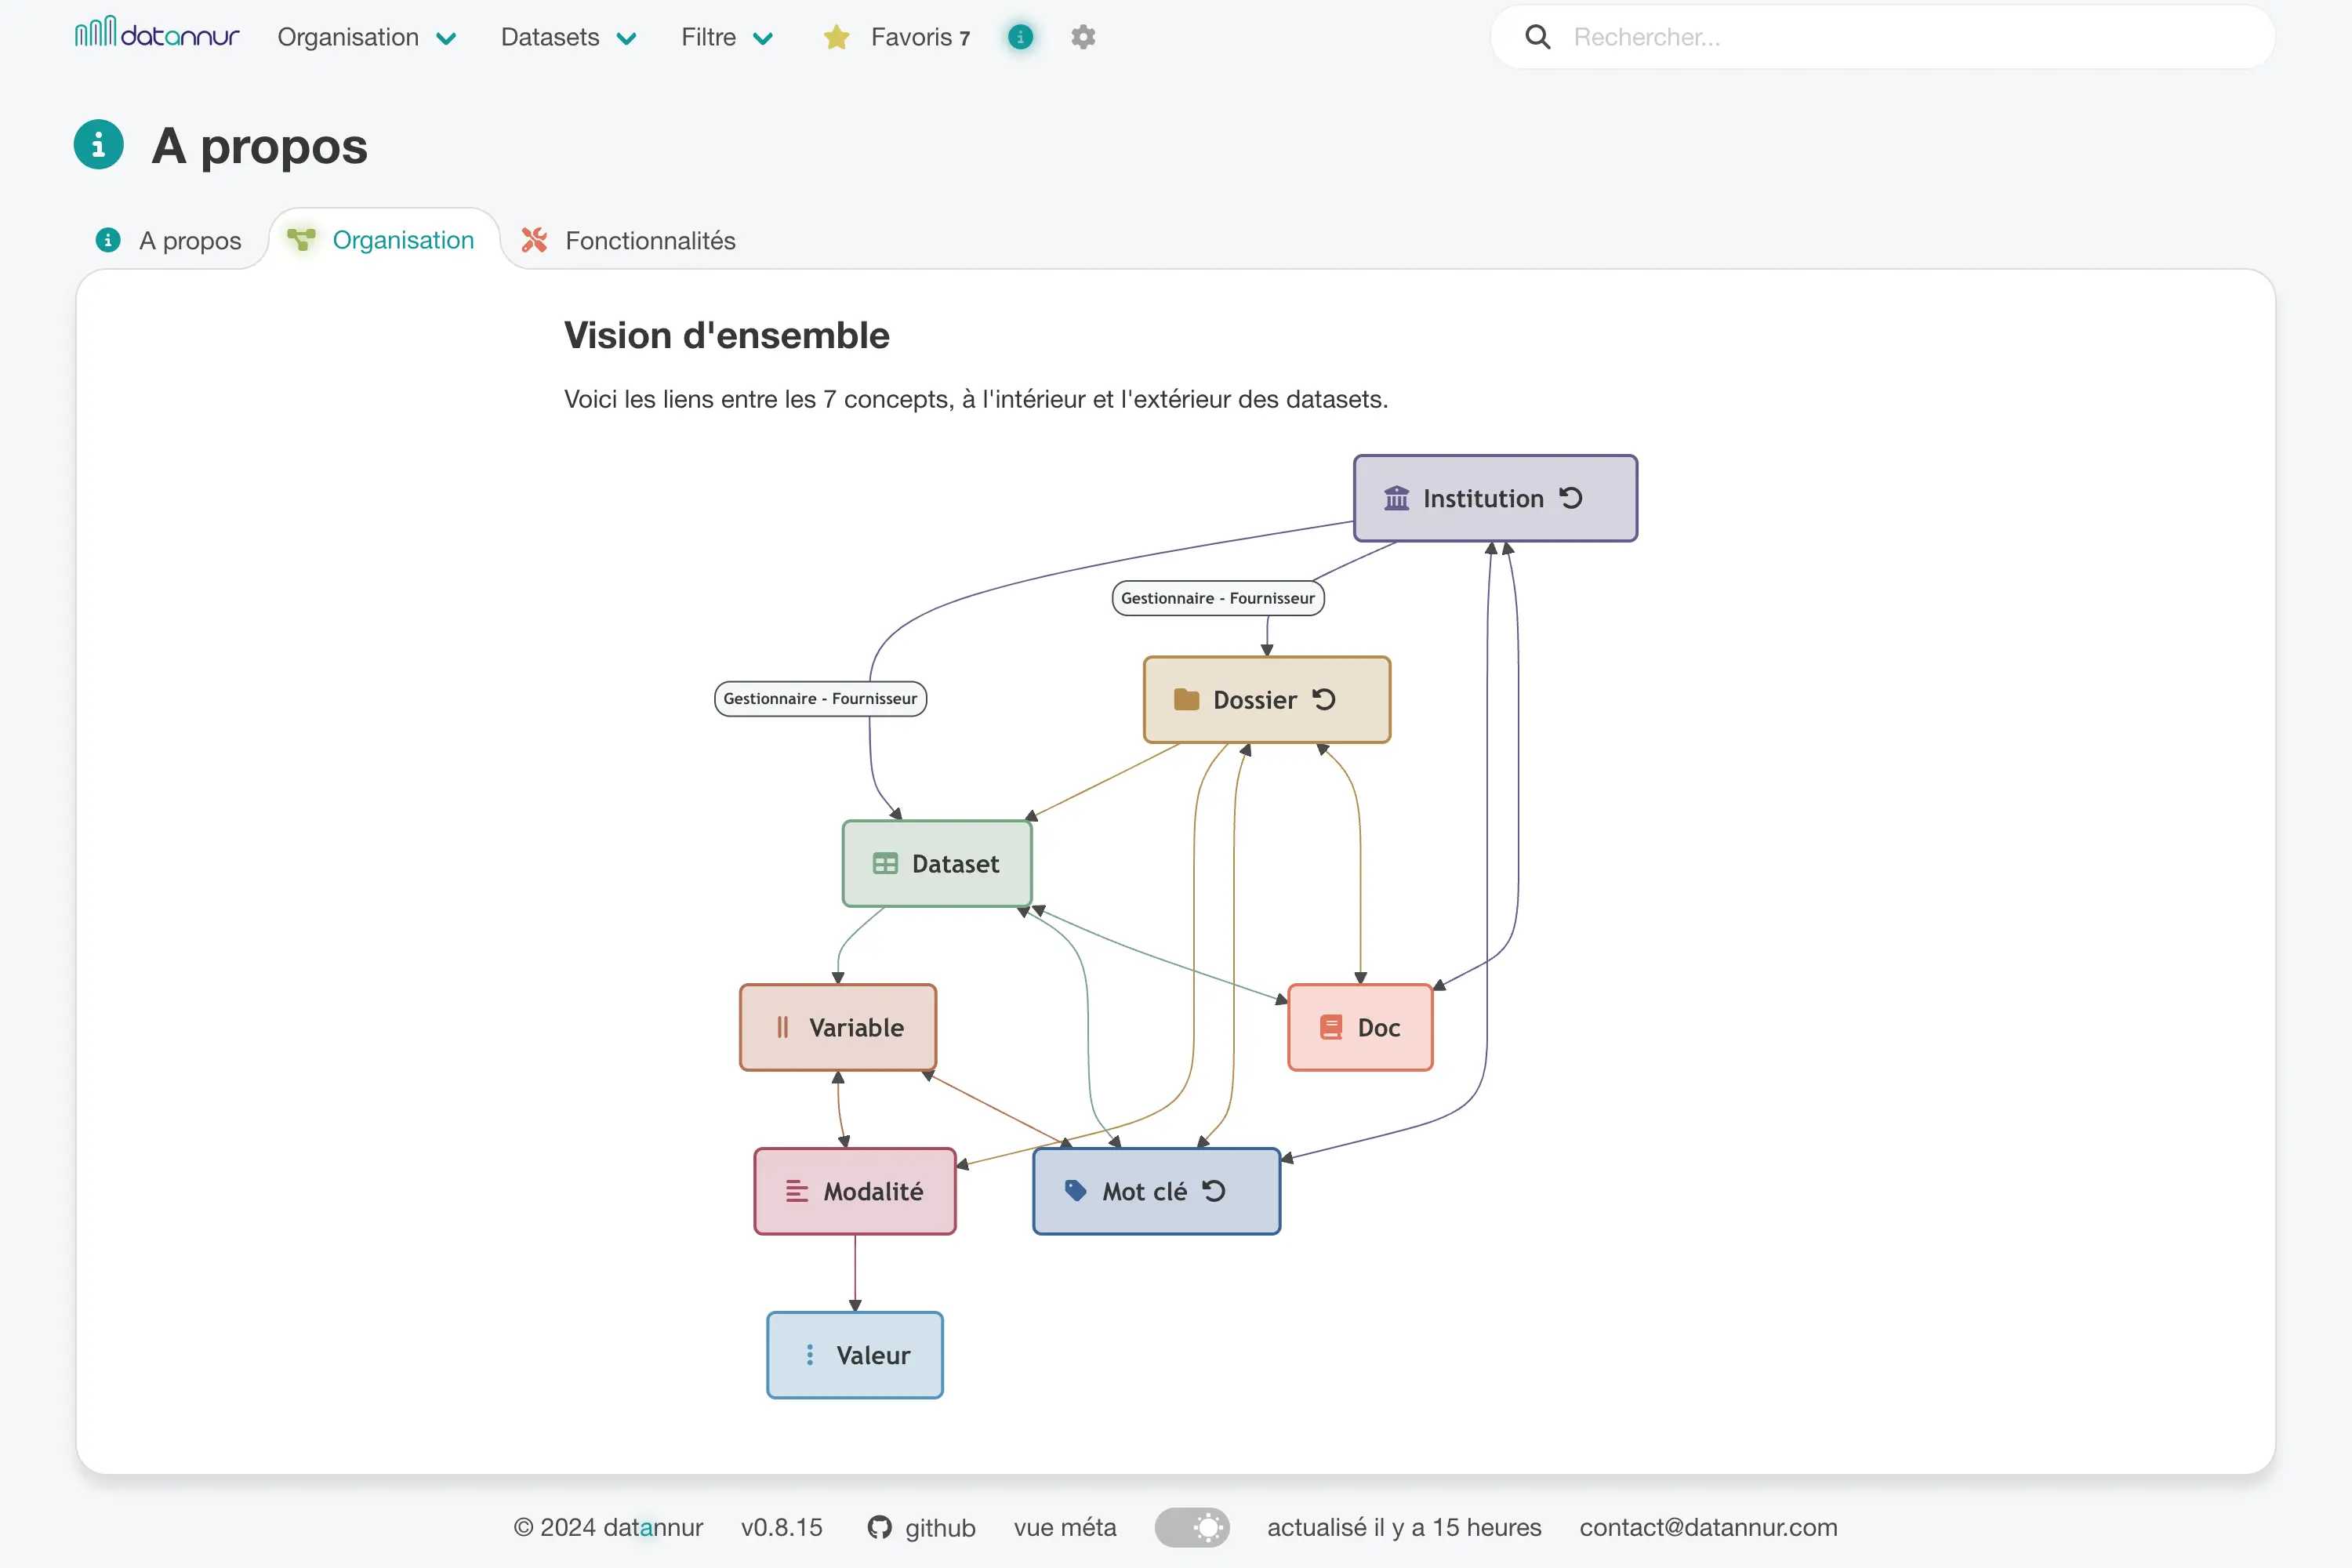 datannur Organisation Datasets Filtre Favoris 7 Rechercher...
A propos
A propos Organisation Fonctionnalités
Vision d'ensemble
Voici les liens entre les 7 concepts, à l'intérieur et l'extérieur des datasets.
Institution
Gestionnaire - Fournisseur
Gestionnaire - Fournisseur
Dossier
Dataset
Variable
Doc
Modalité
Mot clé
Valeur
© 2024 datannur v0.8.15 github vue méta actualisé il y a 15 heures contact@datannur.com